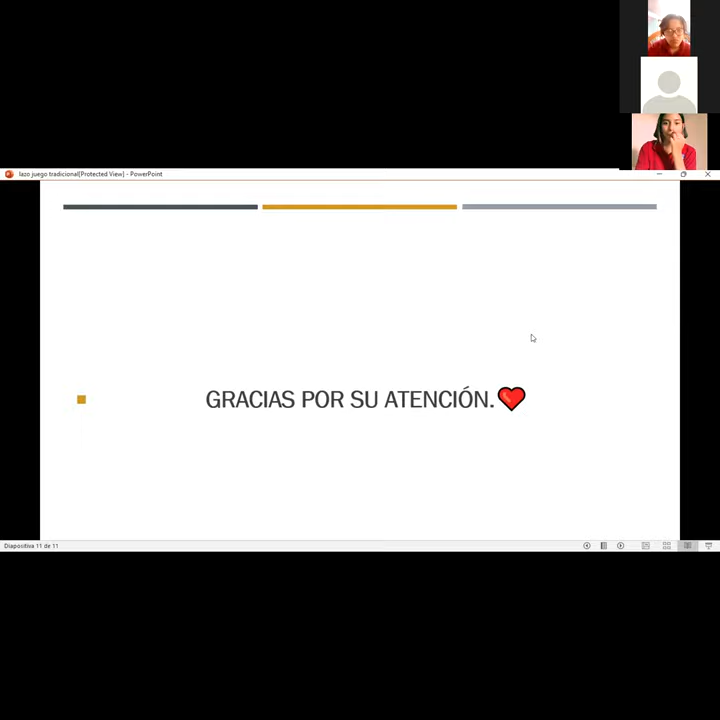 lazo juego tradicional[Protected View] - PowerPoint
GRACIAS POR SU ATENCIÓN.❤
Diapositiva 11 de 11